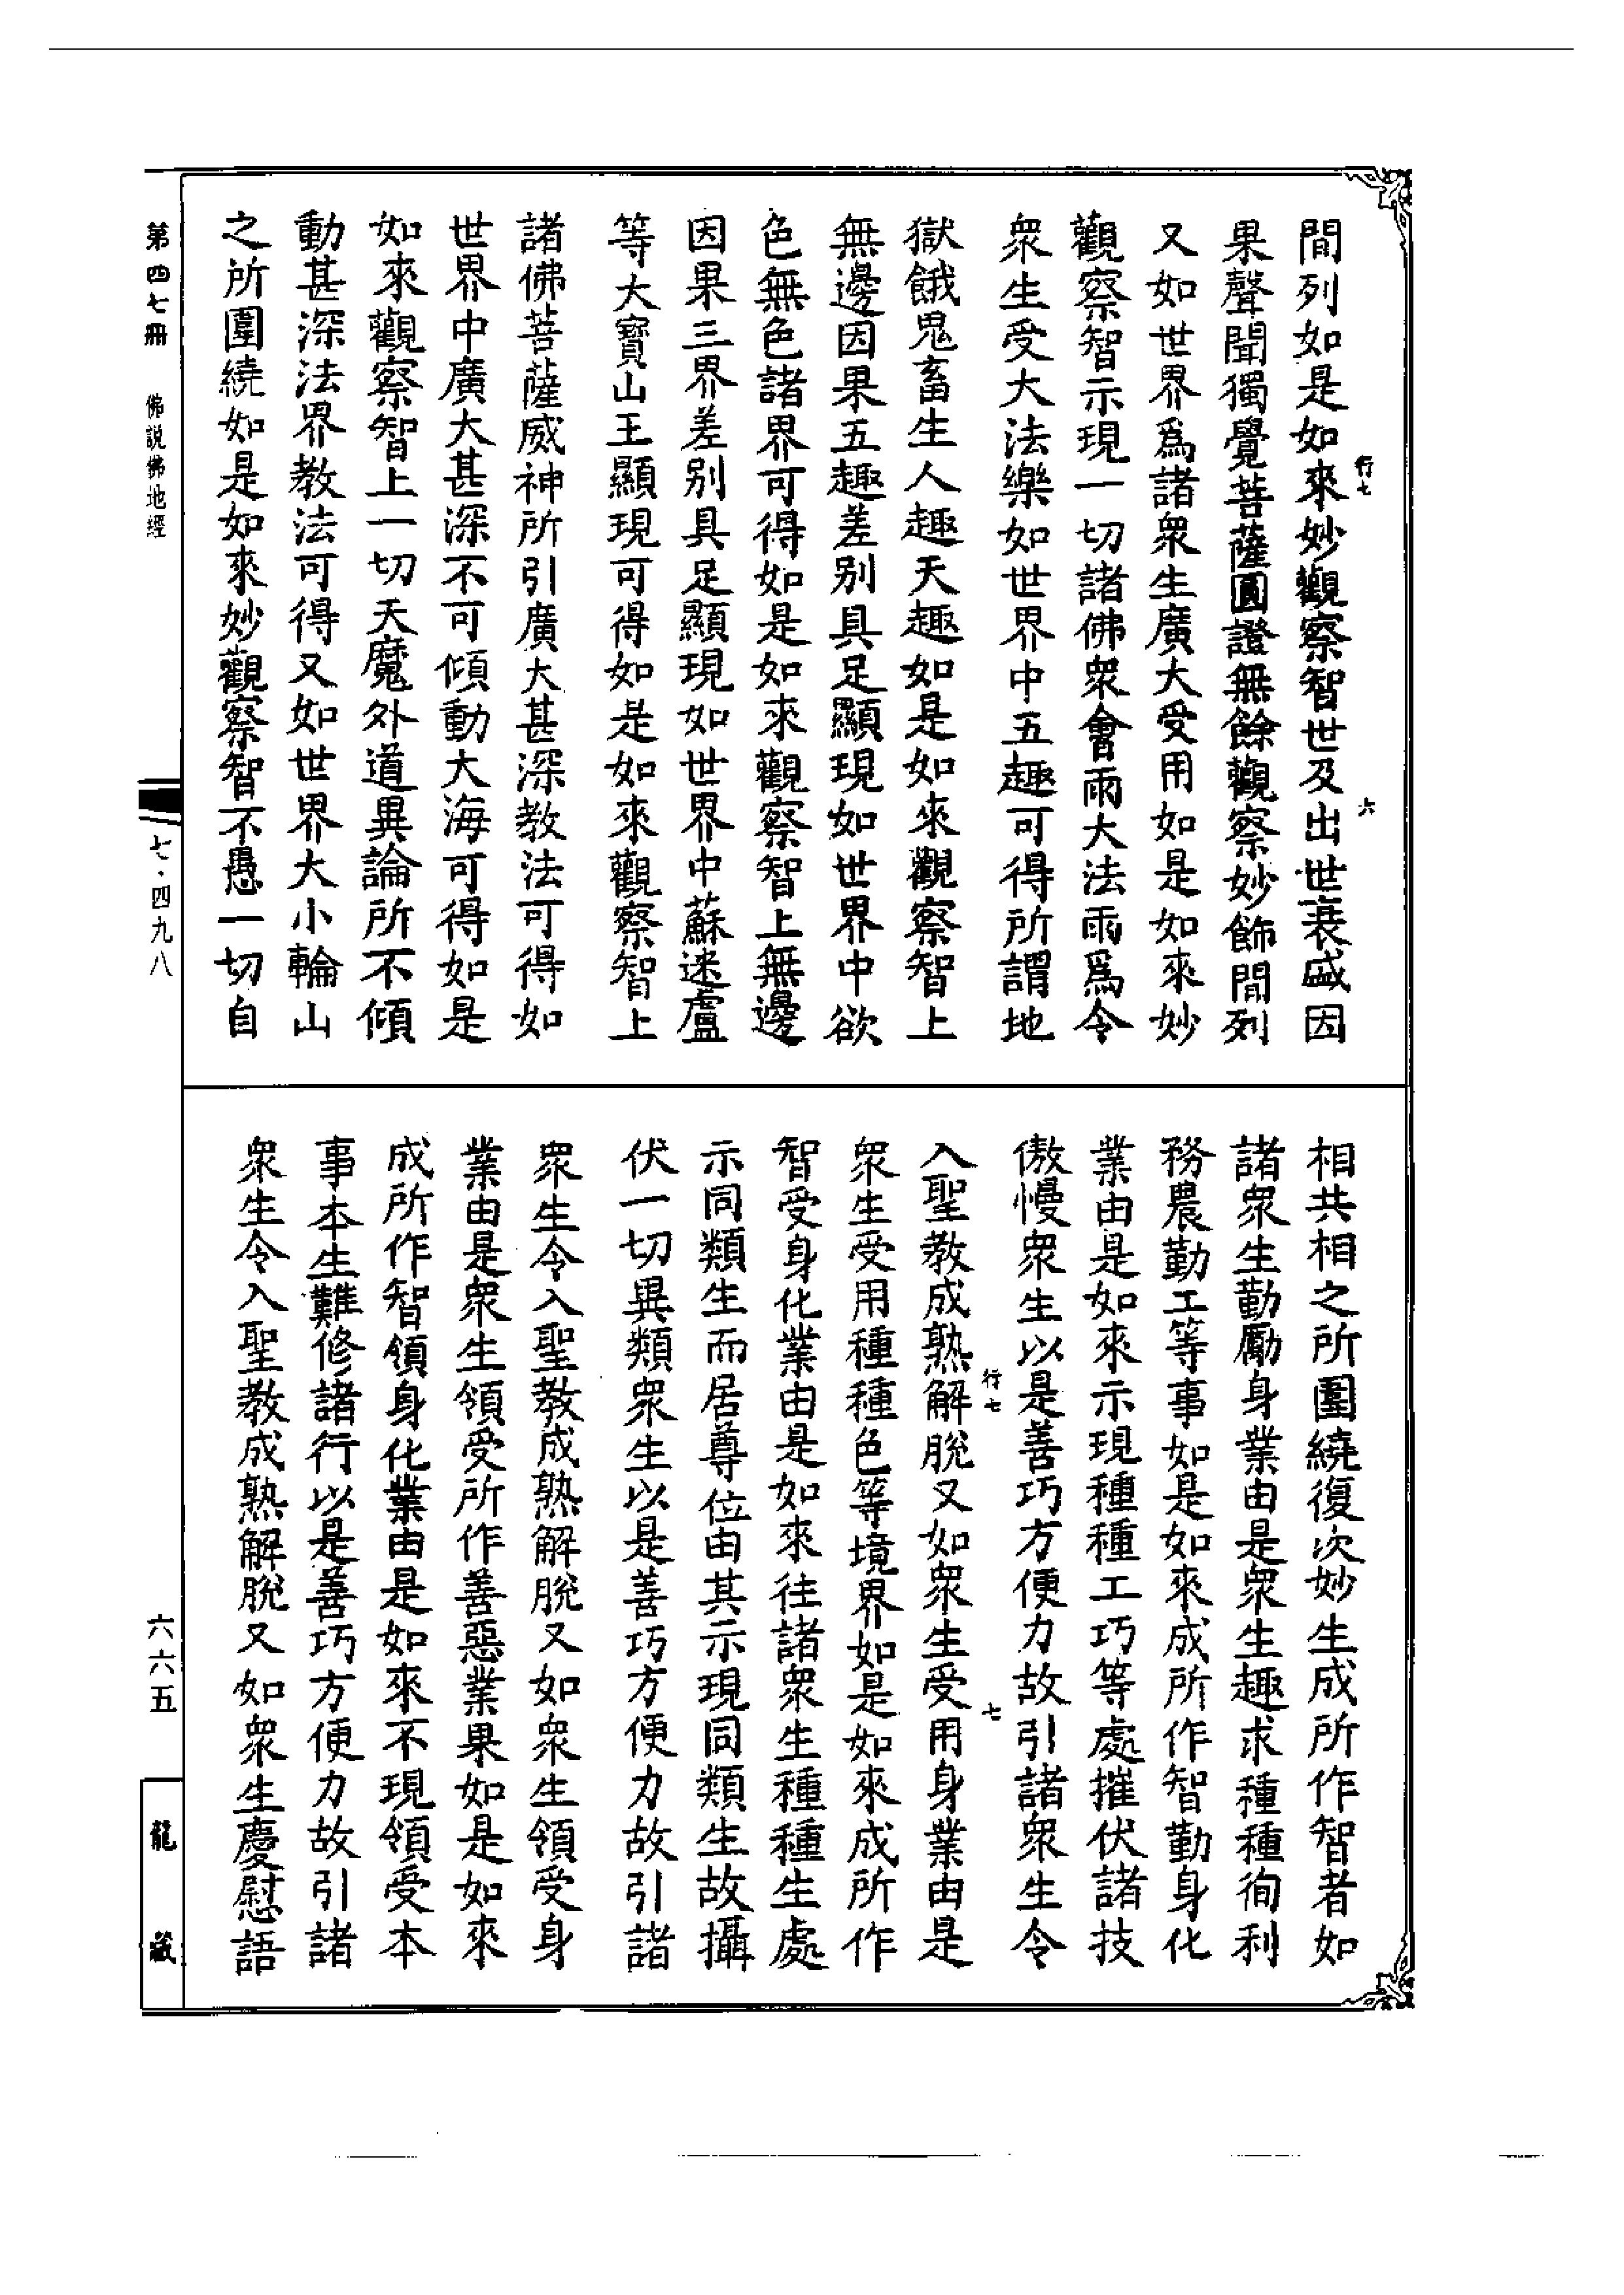 間列如是如來妙觀察智世及出世衰盛因
果聲聞獨覺菩薩圓證無餘觀察妙飾間列
又如世界爲諸衆生廣大受用如是如來妙
觀察智示現一切諸佛衆會雨大法雨爲令
衆生受大法樂如世界中五趣可得所謂地
獄餓鬼畜生人趣天趣如是如來觀察智上
無邊因果五趣差別具足顯現如世界中欲
色無色諸界可得如是如來觀察智上無邊
因果三界差別具足顯現如世界中蘇迷盧
等大寶山王顯現可得如是如來觀察智上
諸佛菩薩威神所引廣大甚深教法可得如
世界中廣大甚深不可傾動大海可得如是
如來觀察智上一切天魔外道異論所不傾
動甚深法界教法可得又如世界大小輪山
之所圍繞如是如來妙觀察智不愚一切自
行七
六
相共相之所圍繞復次妙生成所作智者如
諸衆生勤勵身業由是衆生趣求種種徇利
務農勤工等事如是如來成所作智勤身化
業由是如來示現種種工巧等處摧伏諸技
傲慢衆生以是善巧方便力故引諸衆生令
入聖教成熟解脫又如衆生受用身業由是
衆生受用種種色等境界如是如來成所作
智受身化業由是如來往諸衆生種種生處
示同類生而居尊位由其示現同類生故攝
伏一切異類衆生以是善巧方便力故引諸
衆生令入聖教成熟解脫又如衆生領受身
業由是衆生領受所作善惡業果如是如來
成所作智領身化業由是如來不現領受本
事本生難修諸行以是善巧方便力故引諸
衆生令入聖教成熟解脫又如衆生慶慰語
行七
七
第四七冊
佛説佛地經
七·四九八
六六五
龍藏